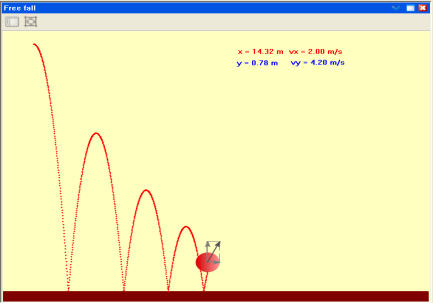 Free fall
x = 14.32 m vx = 2.00 m/s
y = 0.78 m vy = 4.20 m/s